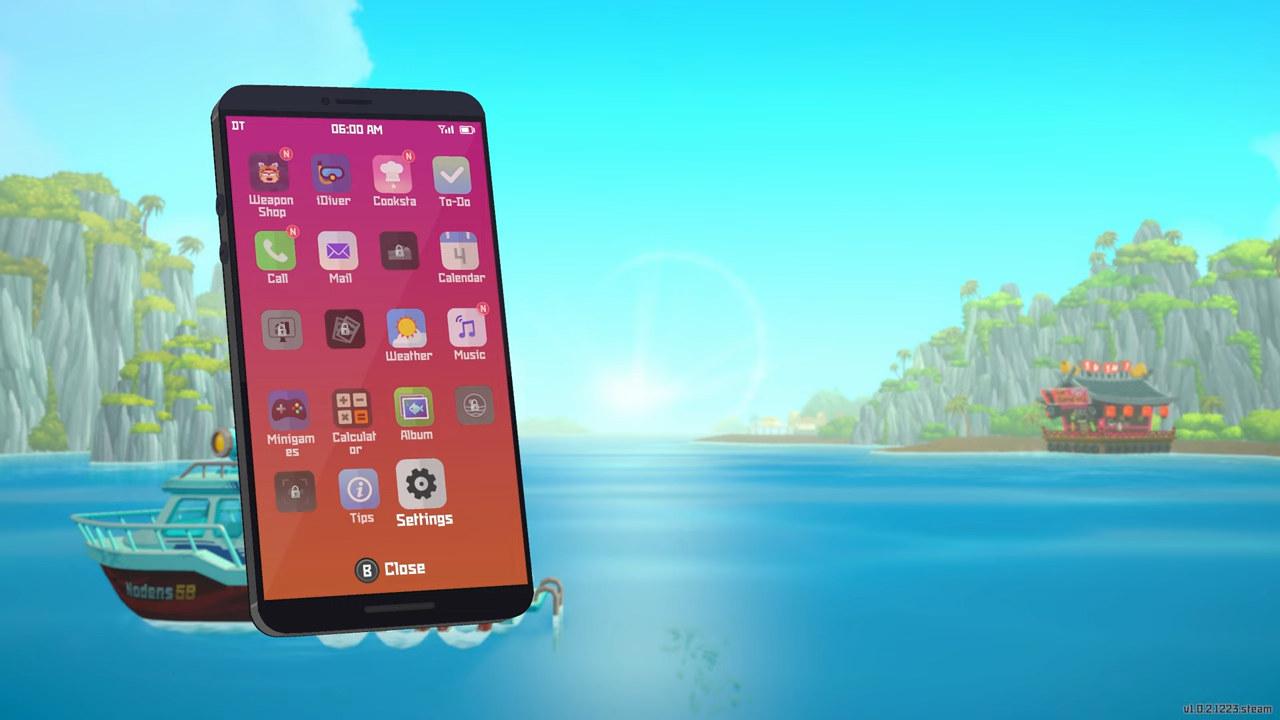 DT
06:00 AM
N
N
Weapon
Shop
iDiver
Cooksta
To-Do
N
4
Call
Mail
Calendar
N
Weather
Music
Minigam
es
Calculat
or
Album
Tips
Settings
B Close
Nodens 58
v1.0.2.1223.steam